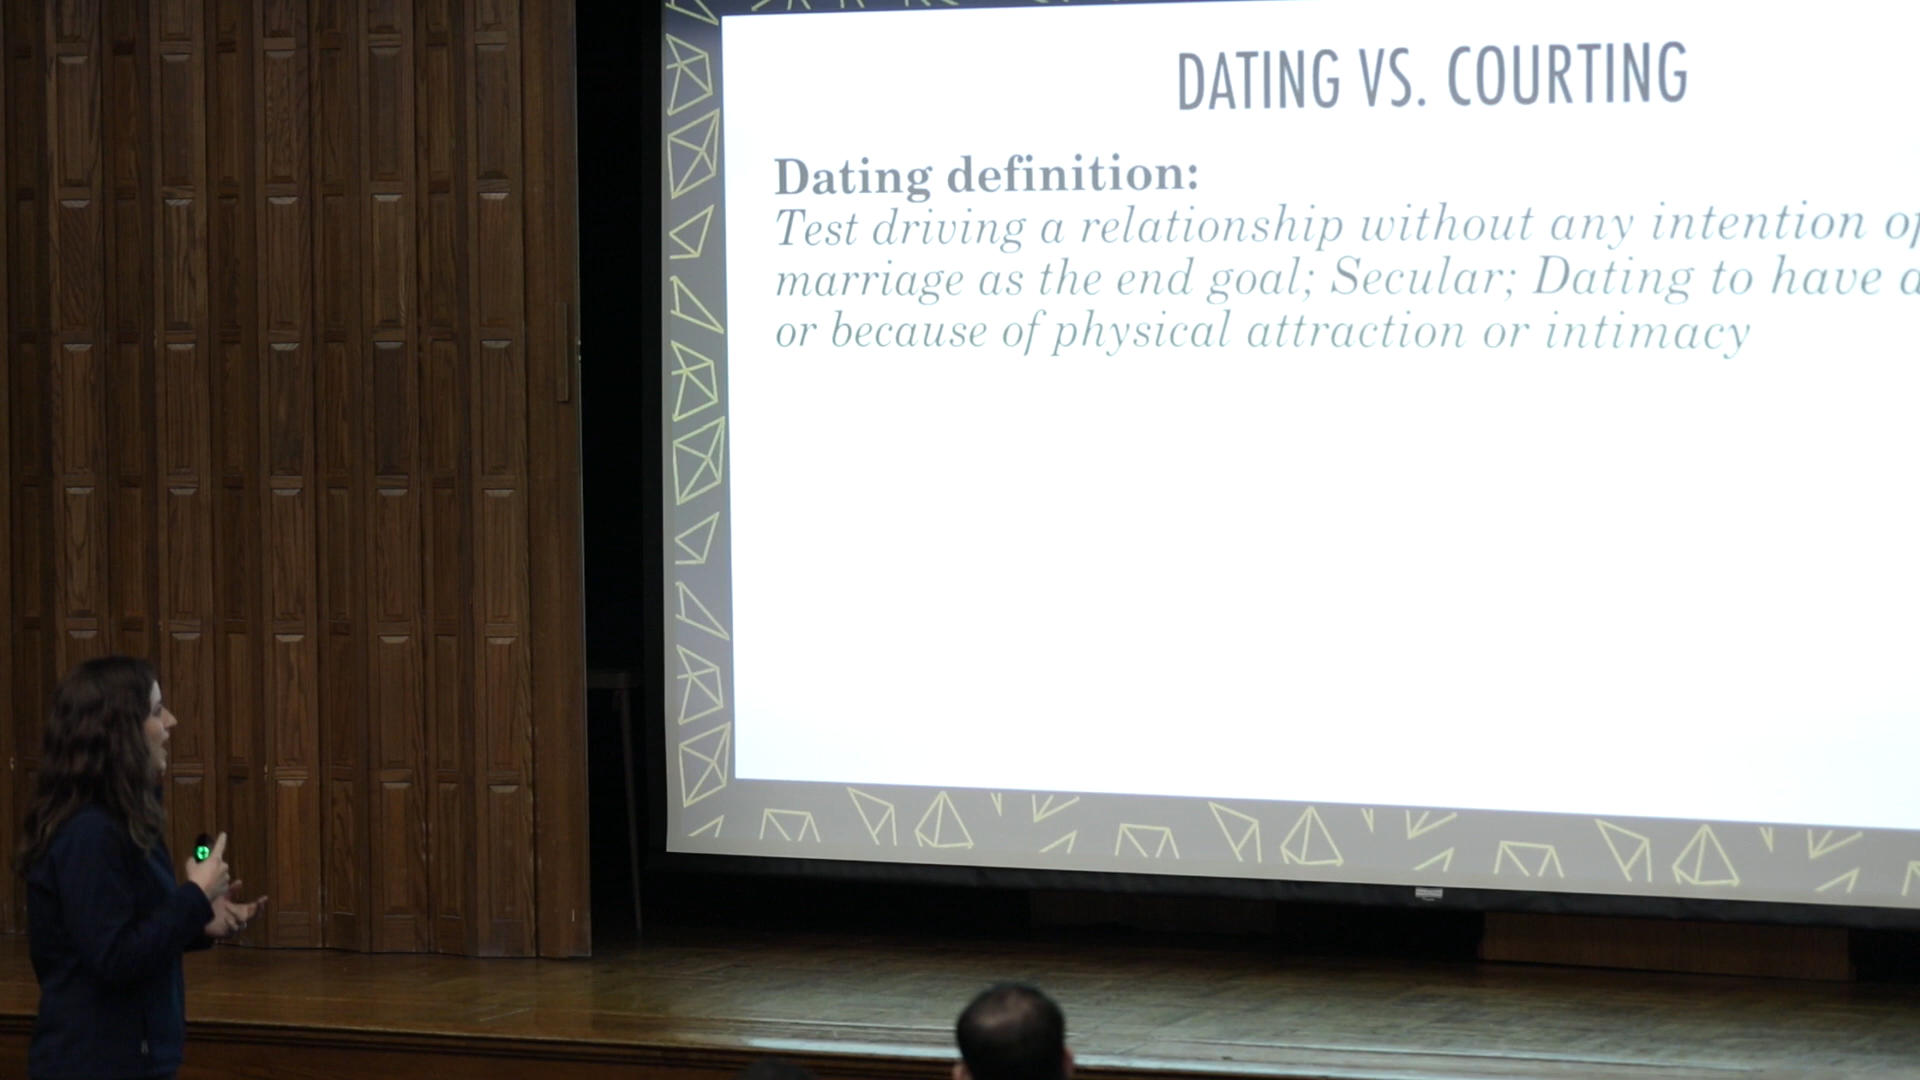 DATING VS. COURTING
Dating definition:
Test driving a relationship without any intention of
marriage as the end goal; Secular; Dating to have a
or because of physical attraction or intimacy